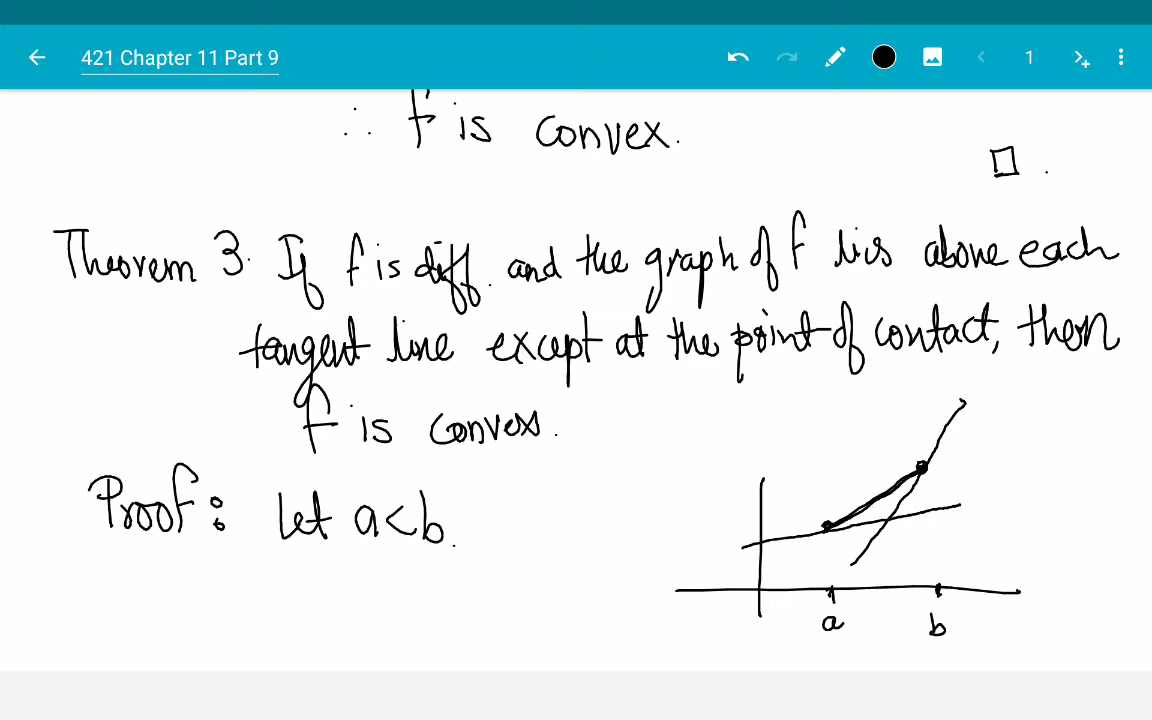 421 Chapter 11 Part 9
1
∴ f is convex.
□.
Theorem 3. If f is diff. and the graph of f lies above each
tangent line except at the point of contact, then
f is convex.
Proof: Let a<b.
a b